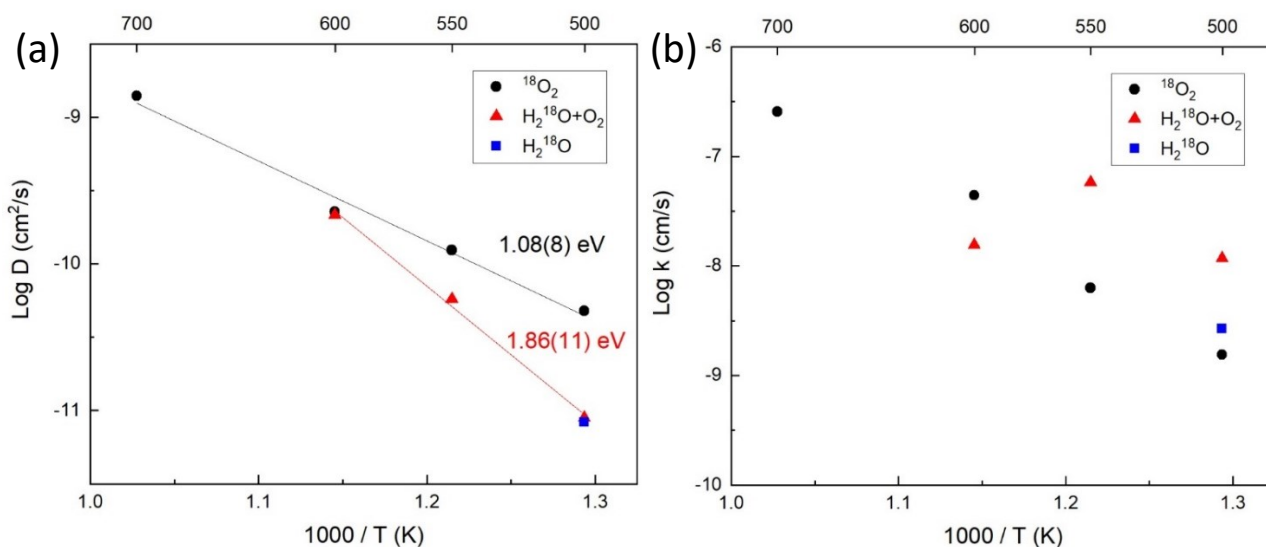 (a)
700 600 550 500
Log D (cm²/s)
-9
-10
-11
¹⁸O₂
H₂¹⁸O+O₂
H₂¹⁸O
1.08(8) eV
1.86(11) eV
1.0 1.1 1.2 1.3
1000 / T (K)
(b)
700 600 550 500
Log k (cm/s)
-6
-7
-8
-9
-10
¹⁸O₂
H₂¹⁸O+O₂
H₂¹⁸O
1.0 1.1 1.2 1.3
1000 / T (K)